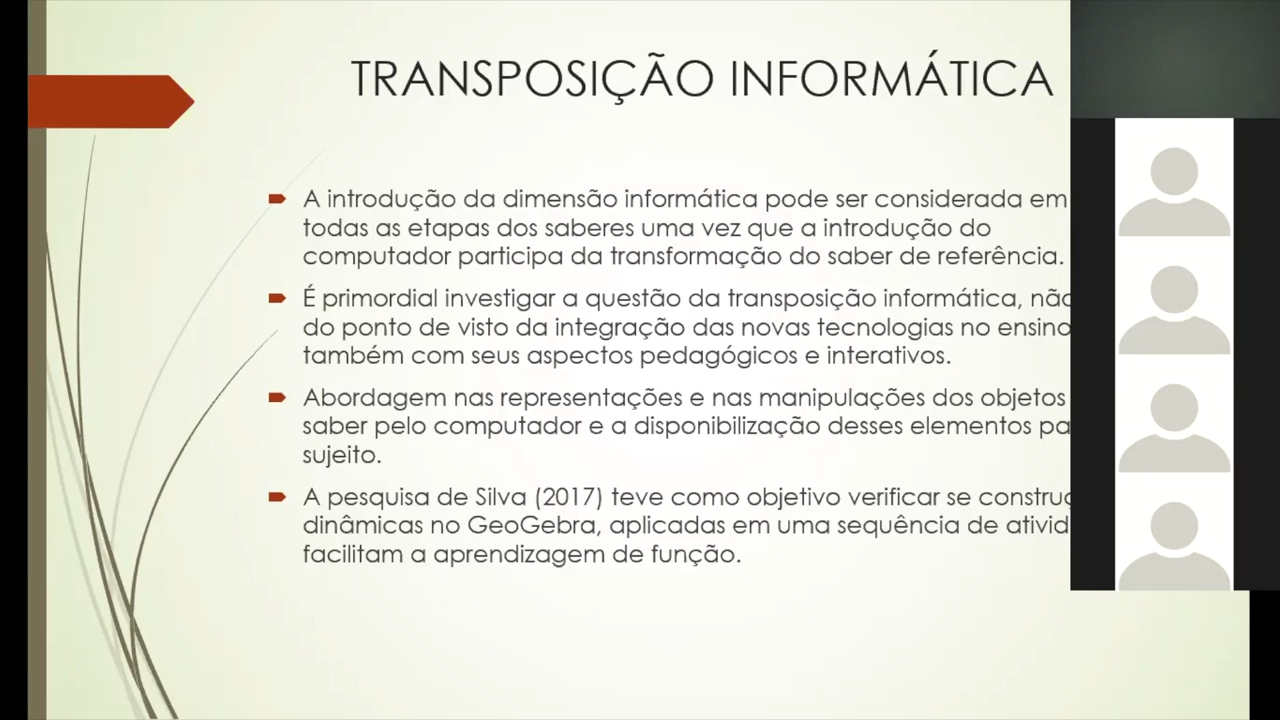 TRANSPOSIÇÃO INFORMÁTICA
A introdução da dimensão informática pode ser considerada em
todas as etapas dos saberes uma vez que a introdução do
computador participa da transformação do saber de referência.
É primordial investigar a questão da transposição informática,
do ponto de visto da integração das novas tecnologias no ensino
também com seus aspectos pedagógicos e interativos.
Abordagem nas representações e nas manipulações dos objetos
saber pelo computador e a disponibilização desses elementos
sujeito.
A pesquisa de Silva (2017) teve como objetivo verificar se
dinâmicas no GeoGebra, aplicadas em uma sequência de
facilitam a aprendizagem de função.